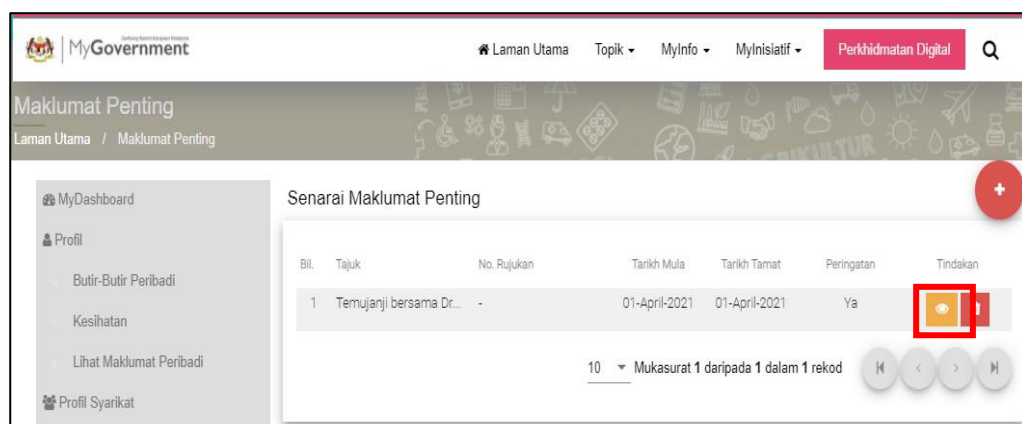 MyGovernment
Laman Utama Topik MyInfo MyInisiatif Perkhidmatan Digital
Maklumat Penting
Laman Utama / Maklumat Penting
MyDashboard
Profil
Butir-Butir Peribadi
Kesihatan
Lihat Maklumat Peribadi
Profil Syarikat
Senarai Maklumat Penting
Bil. Tajuk No. Rujukan Tarikh Mula Tarikh Tamat Peringatan Tindakan
1 Temujanji bersama Dr... - 01-April-2021 01-April-2021 Ya
10 Mukasurat 1 daripada 1 dalam 1 rekod